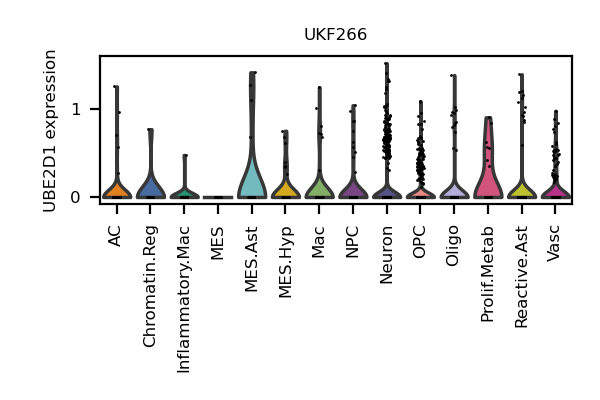 UKF266
UBE2D1 expression
1
0
AC
Chromatin.Reg
Inflammatory.Mac
MES
MES.Ast
MES.Hyp
Mac
NPC
Neuron
OPC
Oligo
Prolif.Metab
Reactive.Ast
Vasc